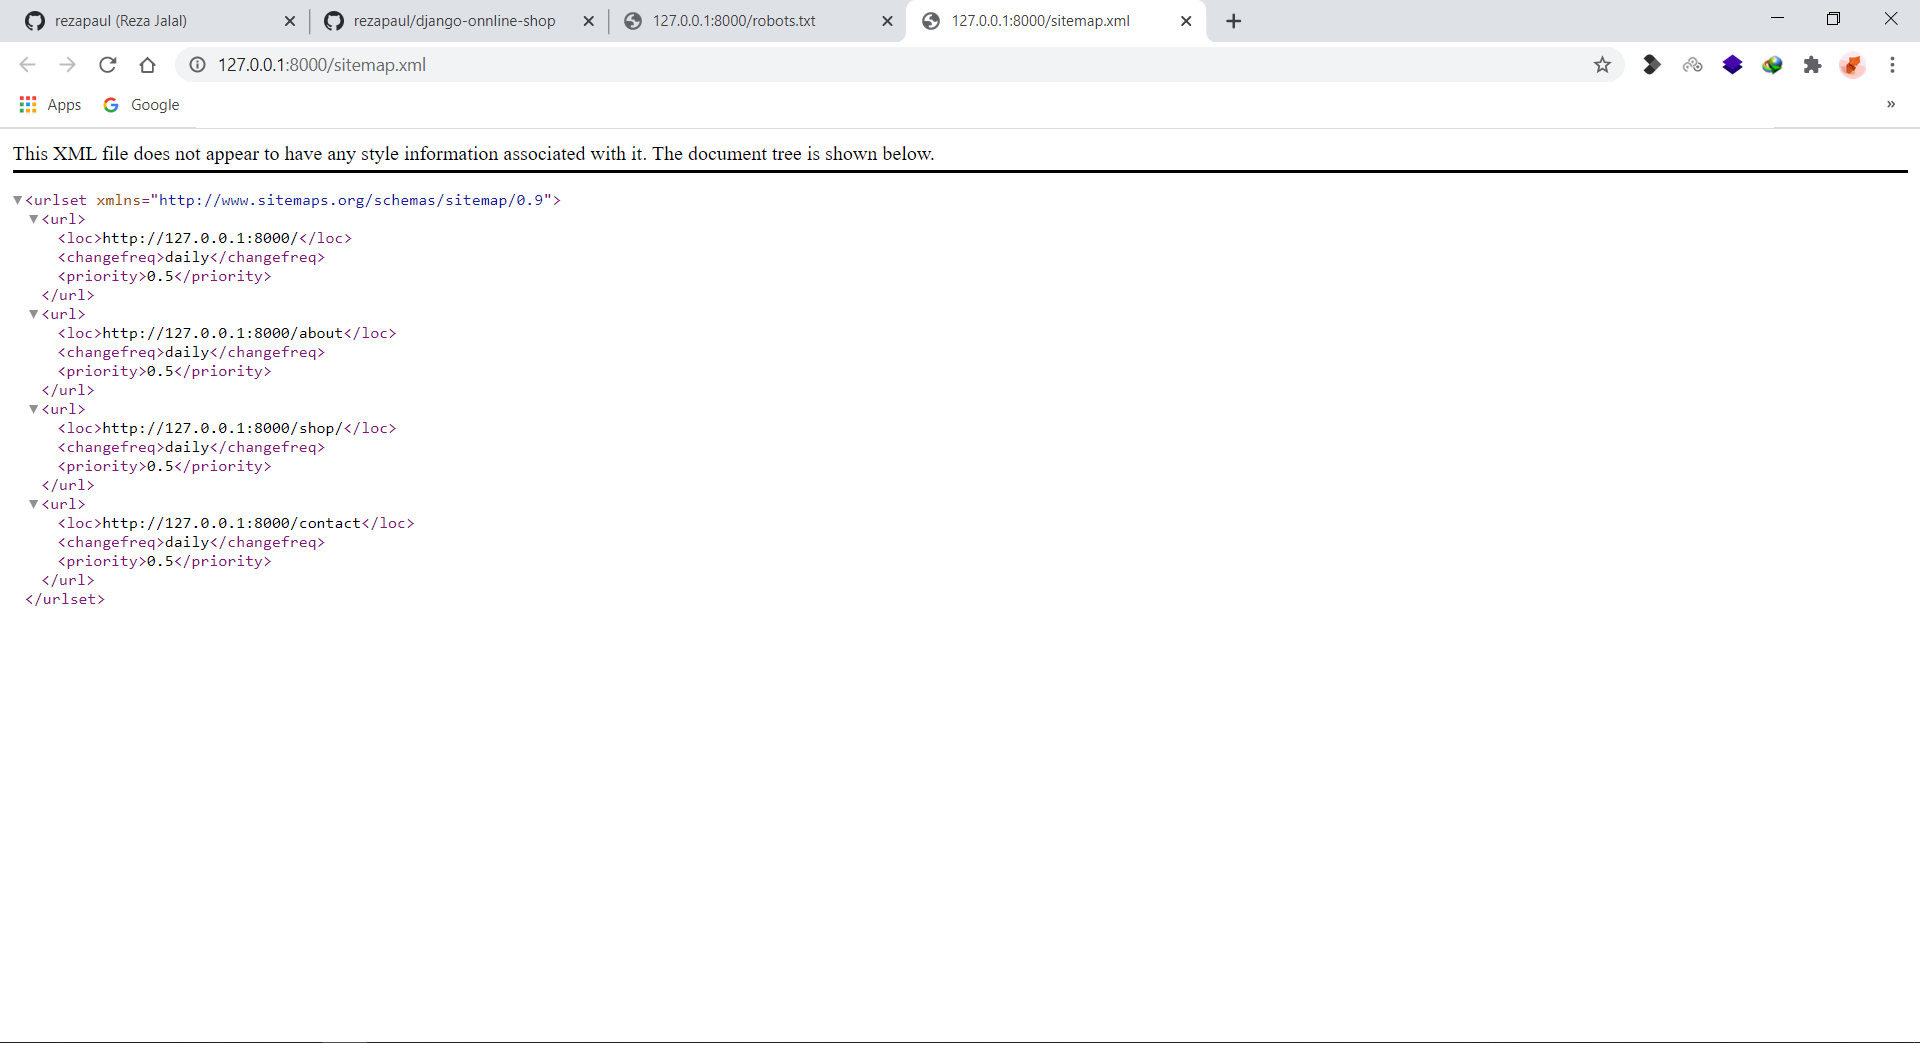 rezapaul (Reza Jalal)
rezapaul/django-onnline-shop
127.0.0.1:8000/robots.txt
127.0.0.1:8000/sitemap.xml
127.0.0.1:8000/sitemap.xml
Apps
Google
»
This XML file does not appear to have any style information associated with it. The document tree is shown below.
▼<urlset xmlns="http://www.sitemaps.org/schemas/sitemap/0.9">
▼<url>
<loc>http://127.0.0.1:8000/</loc>
<changefreq>daily</changefreq>
<priority>0.5</priority>
</url>
▼<url>
<loc>http://127.0.0.1:8000/about</loc>
<changefreq>daily</changefreq>
<priority>0.5</priority>
</url>
▼<url>
<loc>http://127.0.0.1:8000/shop/</loc>
<changefreq>daily</changefreq>
<priority>0.5</priority>
</url>
▼<url>
<loc>http://127.0.0.1:8000/contact</loc>
<changefreq>daily</changefreq>
<priority>0.5</priority>
</url>
</urlset>